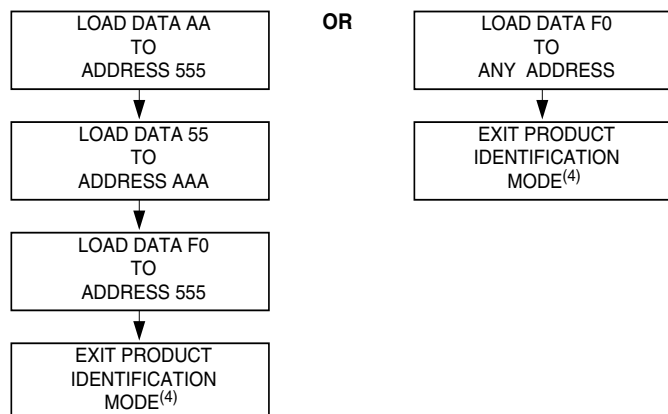 LOAD DATA AA
TO
ADDRESS 555
LOAD DATA 55
TO
ADDRESS AAA
LOAD DATA F0
TO
ADDRESS 555
EXIT PRODUCT
IDENTIFICATION
MODE(4)
OR
LOAD DATA F0
TO
ANY ADDRESS
EXIT PRODUCT
IDENTIFICATION
MODE(4)